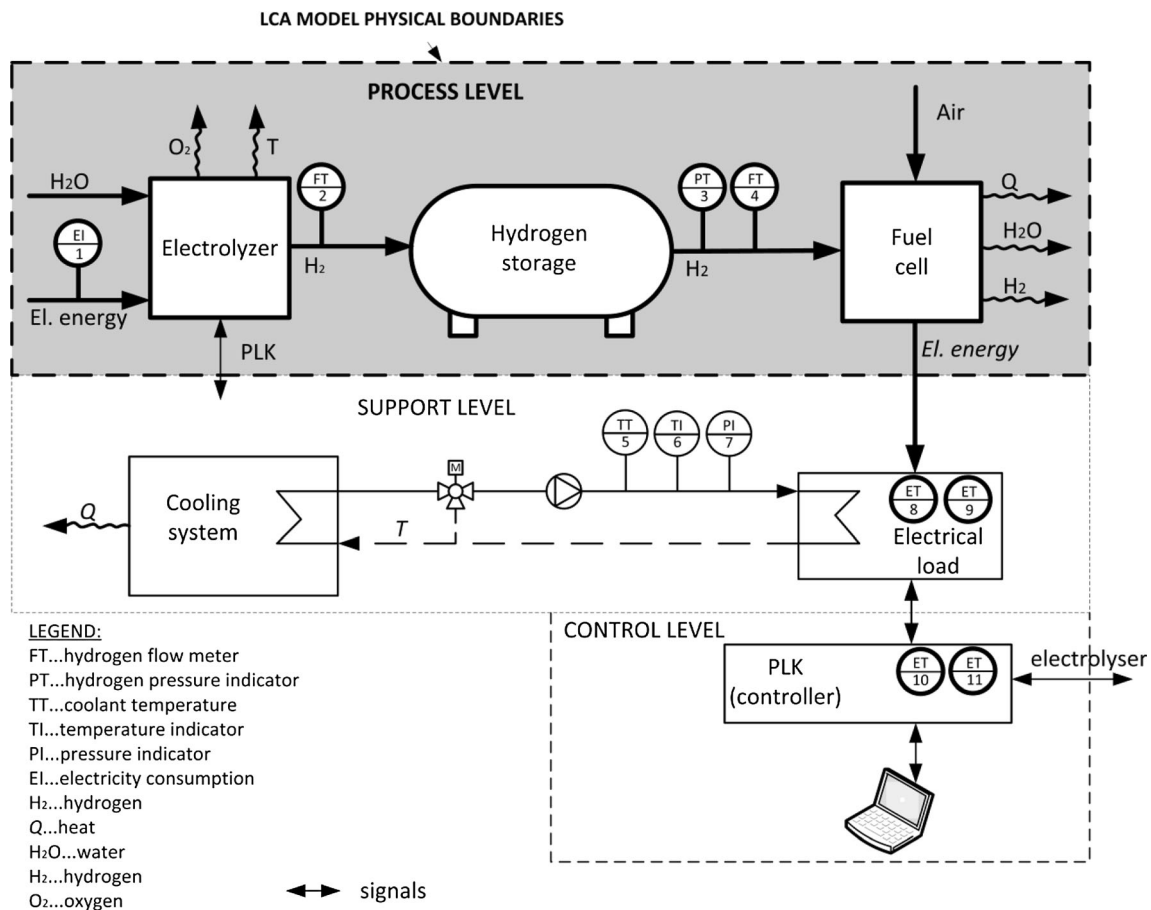 LCA MODEL PHYSICAL BOUNDARIES
PROCESS LEVEL
Air
O₂
T
FT
2
PT
3
FT
4
H₂O
Q
EI
1
Electrolyzer
Hydrogen
storage
Fuel
cell
H₂O
H₂
H₂
H₂
El. energy
PLK
El. energy
SUPPORT LEVEL
TT
5
TI
6
PI
7
M
Cooling
system
Q
T
ET
8
ET
9
Electrical
load
CONTROL LEVEL
PLK
(controller)
ET
10
ET
11
electrolyser
LEGEND:
FT...hydrogen flow meter
PT...hydrogen pressure indicator
TT...coolant temperature
TI...temperature indicator
PI...pressure indicator
EI...electricity consumption
H₂...hydrogen
Q...heat
H₂O...water
H₂...hydrogen
O₂...oxygen
signals